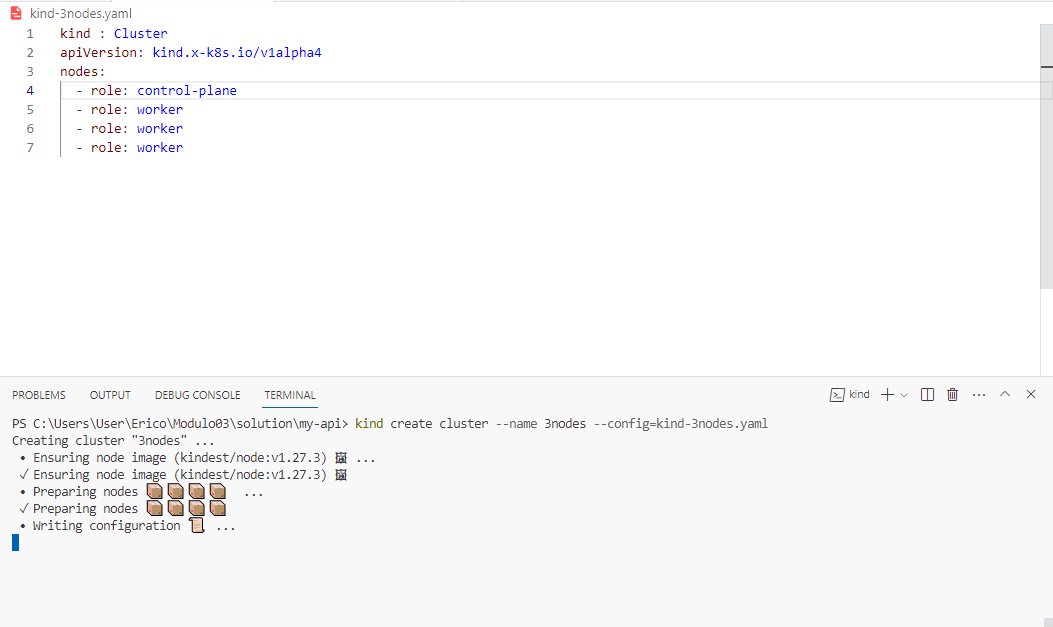 kind-3nodes.yaml
1 kind : Cluster
2 apiVersion: kind.x-k8s.io/v1alpha4
3 nodes:
4 - role: control-plane
5 - role: worker
6 - role: worker
7 - role: worker
PROBLEMS OUTPUT DEBUG CONSOLE TERMINAL kind
PS C:\Users\User\Erico\Modulo03\solution\my-api> kind create cluster --name 3nodes --config=kind-3nodes.yaml
Creating cluster "3nodes" ...
• Ensuring node image (kindest/node:v1.27.3) 🖼 ...
✓ Ensuring node image (kindest/node:v1.27.3) 🖼
• Preparing nodes 📦 📦 📦 📦 ...
✓ Preparing nodes 📦 📦 📦 📦
• Writing configuration 📜 ...